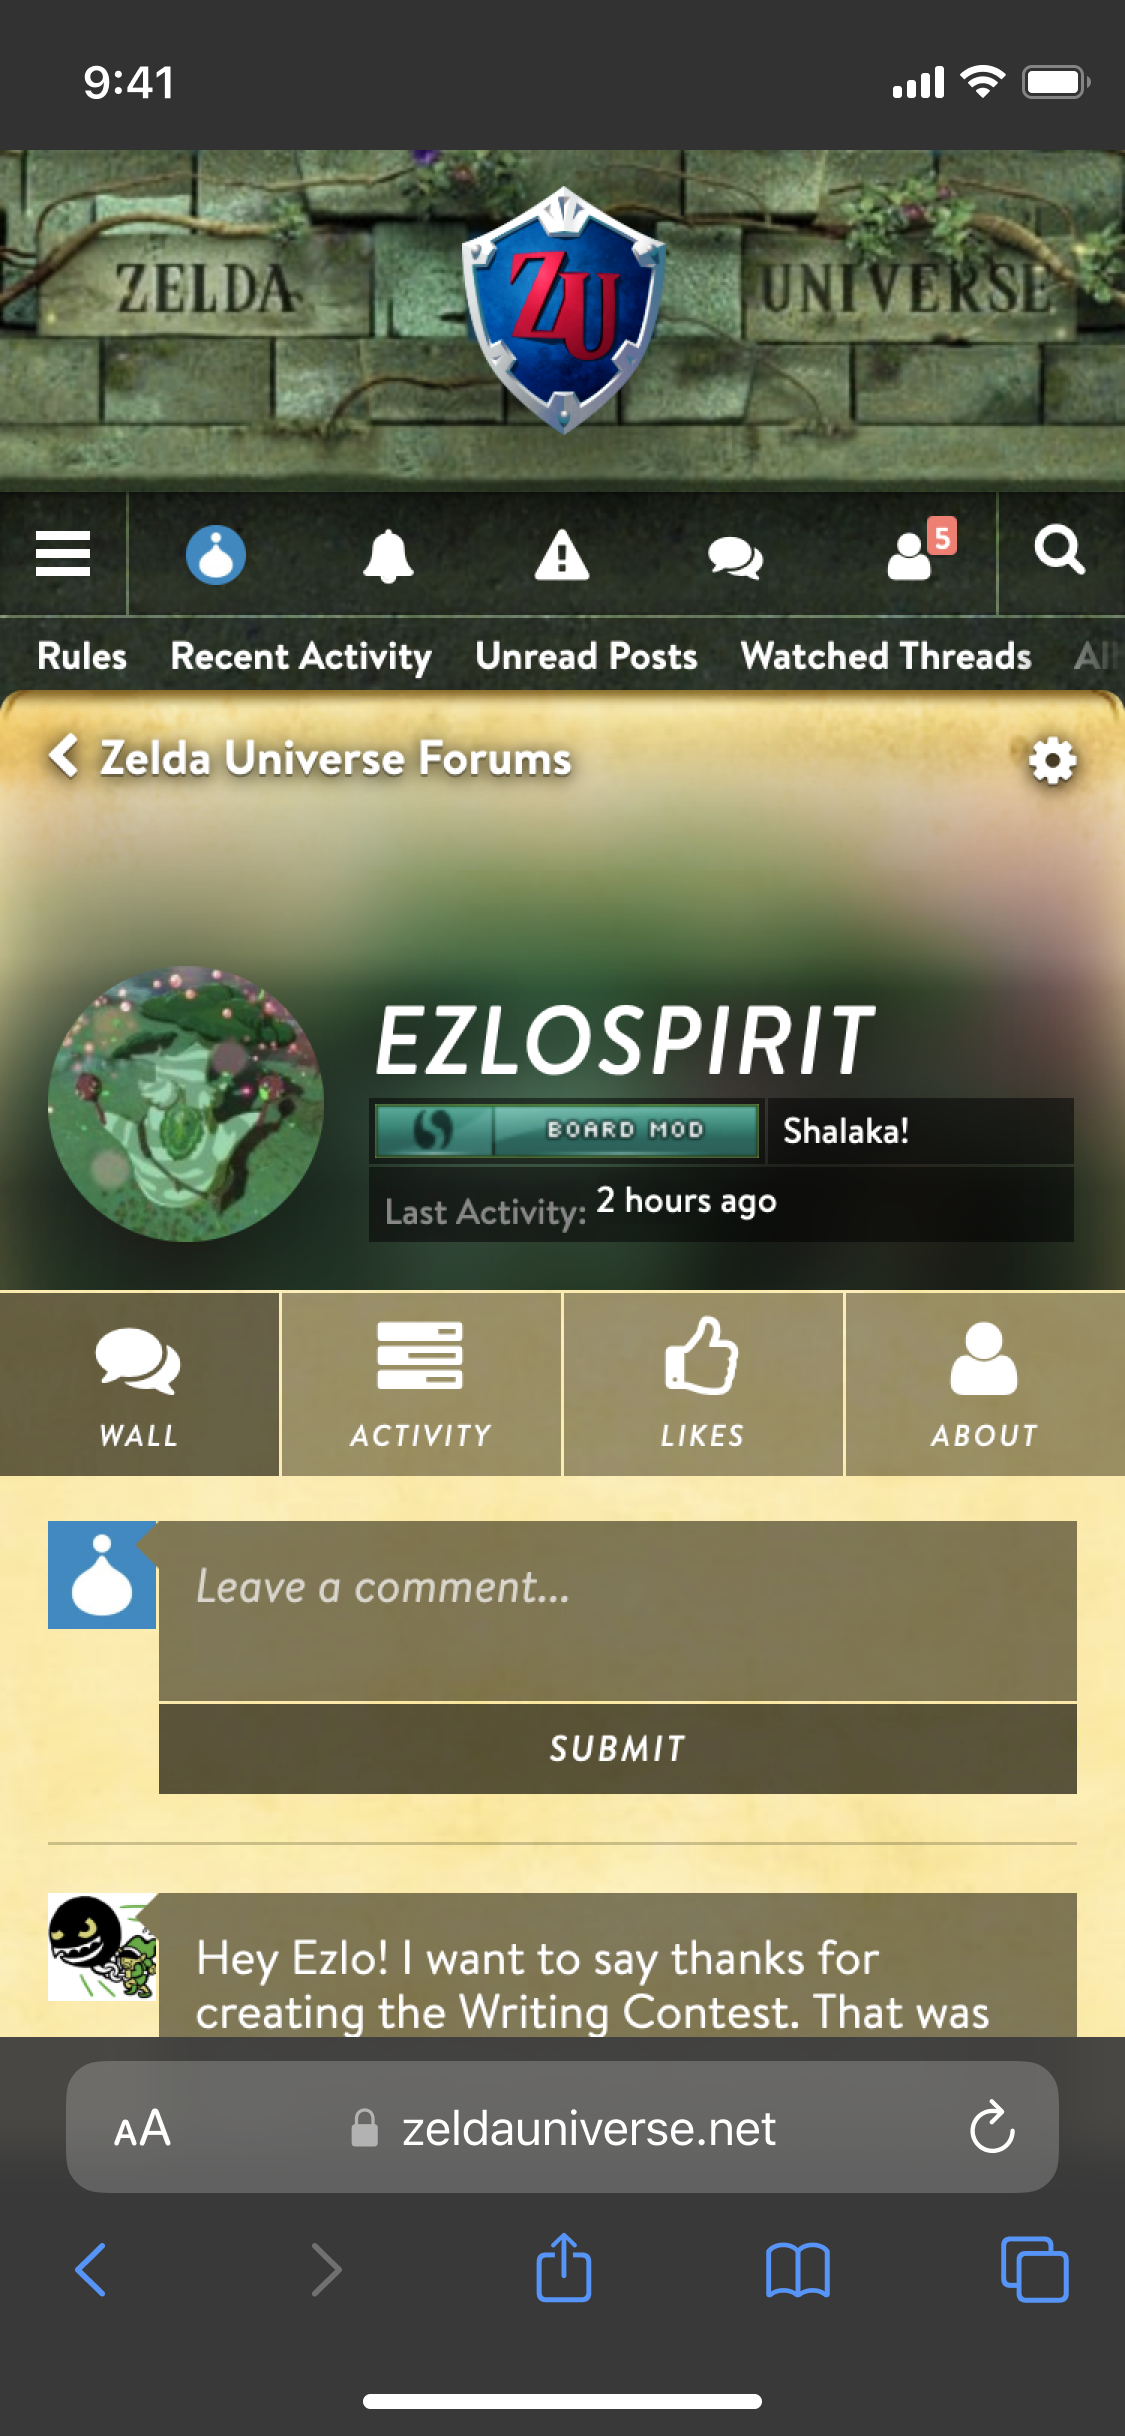 9:41
ZELDA
ZU
UNIVERSE
5
Rules
Recent Activity
Unread Posts
Watched Threads
Zelda Universe Forums
EZLOSPIRIT
BOARD MOD
Shalaka!
Last Activity: 2 hours ago
WALL
ACTIVITY
LIKES
ABOUT
Leave a comment...
SUBMIT
Hey Ezlo! I want to say thanks for
creating the Writing Contest. That was
AA
zeldauniverse.net